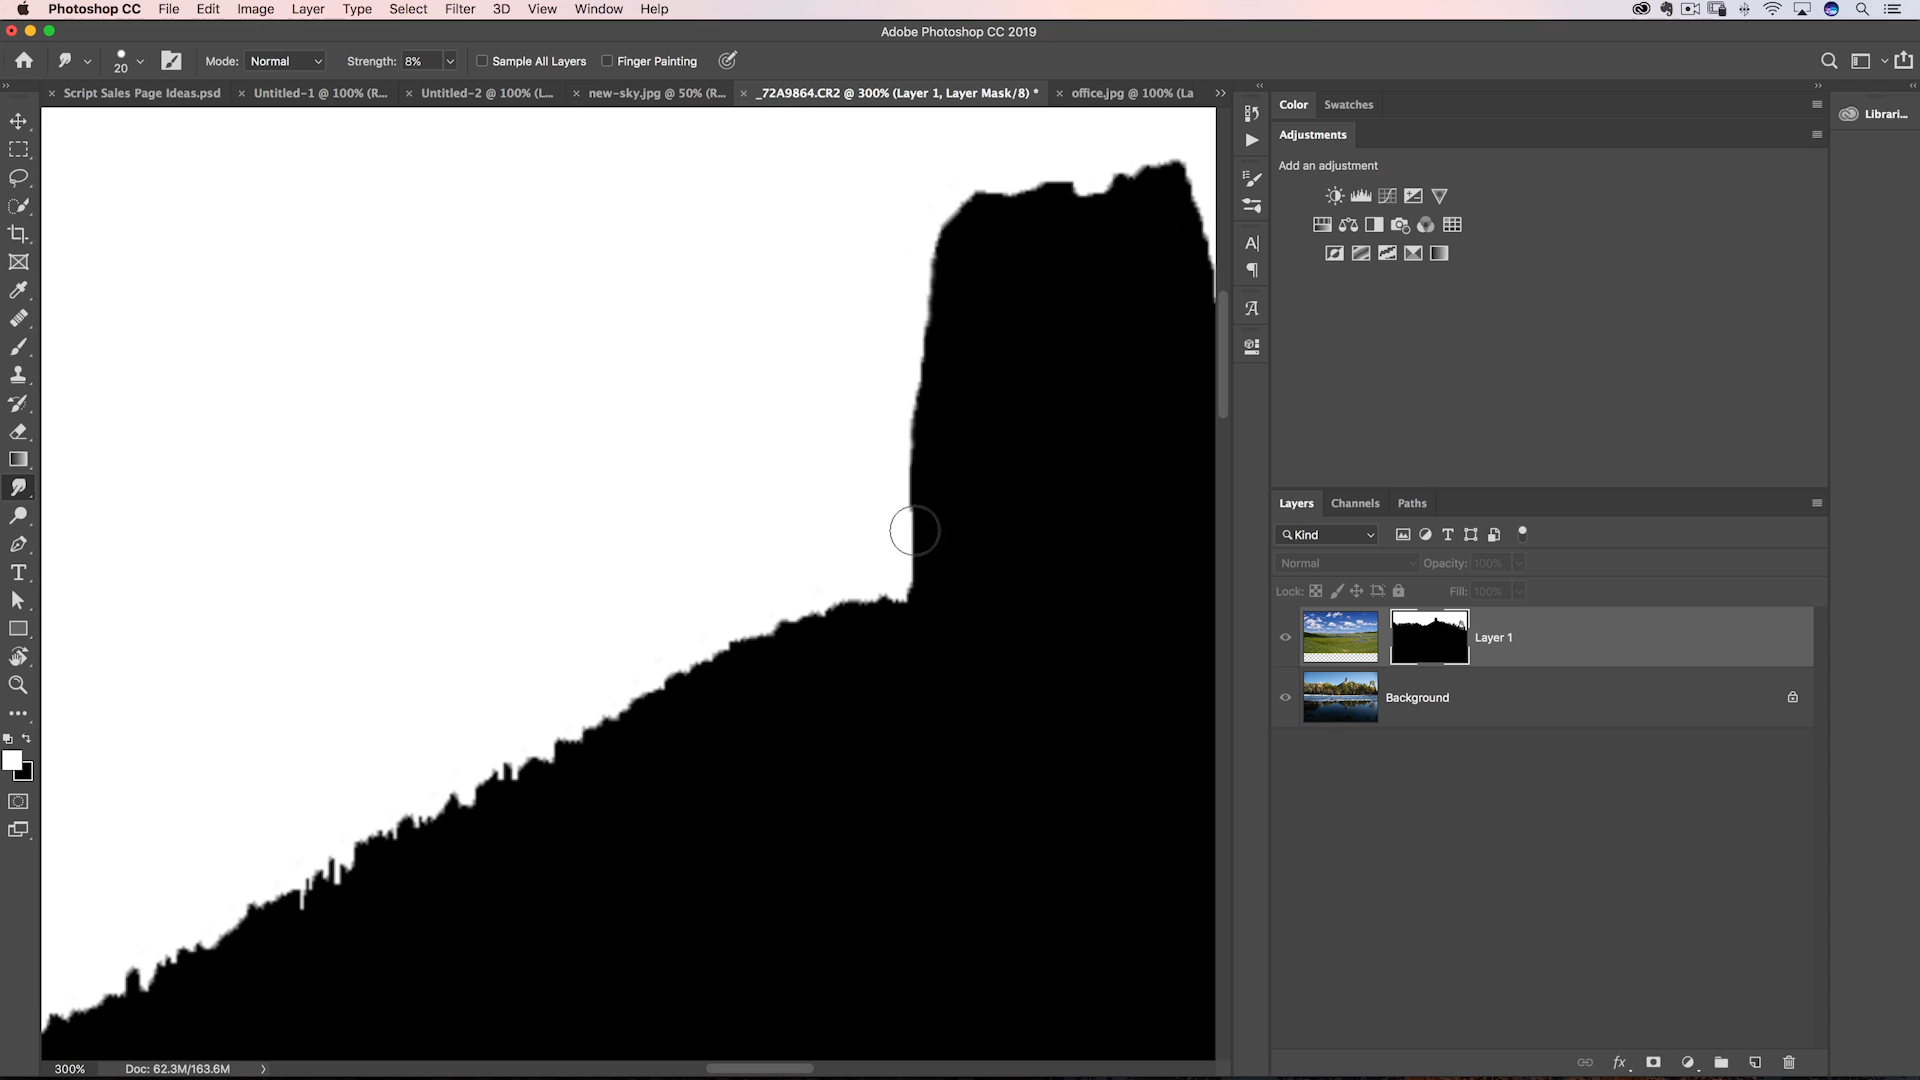 Photoshop CC File Edit Image Layer Type Select Filter 3D View Window Help
Adobe Photoshop CC 2019
20 Mode: Normal Strength: 8% Sample All Layers Finger Painting
Script Sales Page Ideas.psd Untitled-1 @ 100% (R... Untitled-2 @ 100% (L... new-sky.jpg @ 50% (R... _72A9864.CR2 @ 300% (Layer 1, Layer Mask/8) * office.jpg @ 100% (La
Color Swatches
Librari...
Adjustments
Add an adjustment
Layers Channels Paths
Kind
Normal Opacity: 100%
Lock: Fill: 100%
Layer 1
Background
fx
300% Doc: 62.3M/163.6M